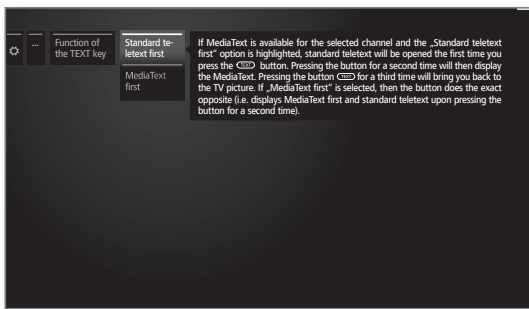 ...
Function of
the TEXT key
Standard te-
letext first
MediaText
first
If MediaText is available for the selected channel and the „Standard teletext
first" option is highlighted, standard teletext will be opened the first time you
press the TEXT button. Pressing the button for a second time will then display
the MediaText. Pressing the button TEXT for a third time will bring you back to
the TV picture. If „MediaText first" is selected, then the button does the exact
opposite (i.e. displays MediaText first and standard teletext upon pressing the
button for a second time).